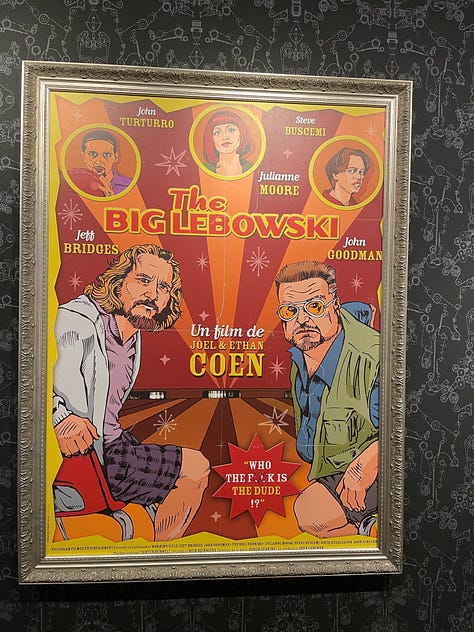 John
TURTURRO
Steve
BUSCEMI
Julianne
MOORE
The
BIG LEBOWSKI
Jeff
BRIDGES
John
GOODMAN
Un film de
JOEL & ETHAN
COEN
"WHO
THE F..K IS
THE DUDE
!?"